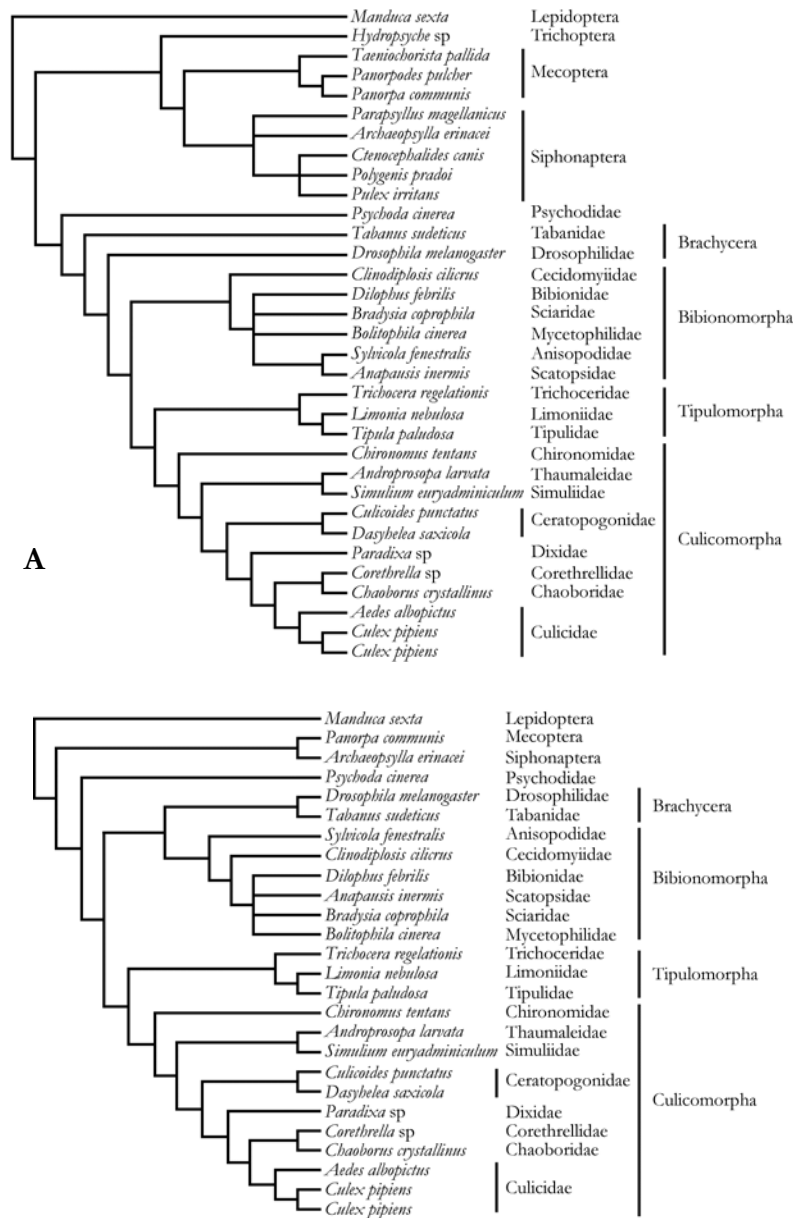 Manduca sexta Lepidoptera
Hydropsyche sp Trichoptera
Taeniochorista pallida
Panorpodes pulcher Mecoptera
Panorpa communis
Parapsyllus magellanicus
Archaeopsylla erinacei
Ctenocephalides canis Siphonaptera
Polygenis pradoi
Pulex irritans
Psychoda cinerea Psychodidae
Tabanus sudeticus Tabanidae
Brachycera
Drosophila melanogaster Drosophilidae
Clinodiplosis cilicrus Cecidomyiidae
Dilophus febrilis Bibionidae
Bradysia coprophila Sciaridae Bibionomorpha
Bolitophila cinerea Mycetophilidae
Sylvicola fenestralis Anisopodidae
Anapausis inermis Scatopsidae
Trichocera regelationis Trichoceridae
Limonia nebulosa Limoniidae Tipulomorpha
Tipula paludosa Tipulidae
Chironomus tentans Chironomidae
Androprosopa larvata Thaumaleidae
Simulium euryadminiculum Simuliidae
Culicoides punctatus
Ceratopogonidae
Dasyhelea saxicola
Culicomorpha
A
Paradixa sp Dixidae
Corethrella sp Corethrellidae
Chaoborus crystallinus Chaoboridae
Aedes albopictus
Culex pipiens Culicidae
Culex pipiens
Manduca sexta Lepidoptera
Panorpa communis Mecoptera
Archaeopsylla erinacei Siphonaptera
Psychoda cinerea Psychodidae
Drosophila melanogaster Drosophilidae
Brachycera
Tabanus sudeticus Tabanidae
Sylvicola fenestralis Anisopodidae
Clinodiplosis cilicrus Cecidomyiidae
Dilophus febrilis Bibionidae
Bibionomorpha
Anapausis inermis Scatopsidae
Bradysia coprophila Sciaridae
Bolitophila cinerea Mycetophilidae
Trichocera regelationis Trichoceridae
Limonia nebulosa Limoniidae Tipulomorpha
Tipula paludosa Tipulidae
Chironomus tentans Chironomidae
Androprosopa larvata Thaumaleidae
Simulium euryadminiculum Simuliidae
Culicoides punctatus
Ceratopogonidae
Dasyhelea saxicola
Culicomorpha
Paradixa sp Dixidae
Corethrella sp Corethrellidae
Chaoborus crystallinus Chaoboridae
Aedes albopictus
Culex pipiens Culicidae
Culex pipiens